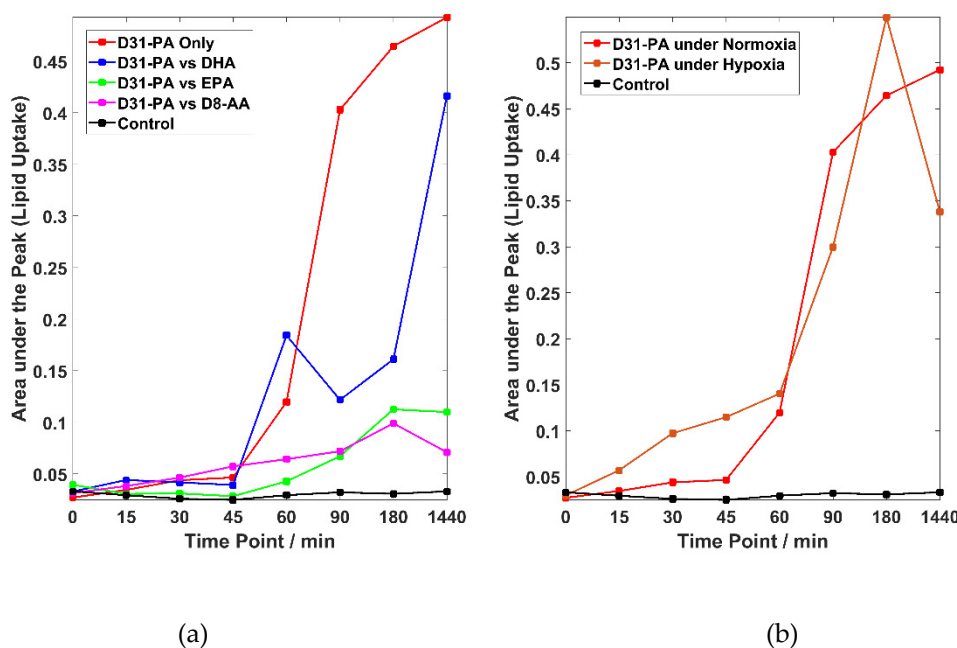 D31-PA Only
D31-PA vs DHA
D31-PA vs EPA
D31-PA vs D8-AA
Control
Area under the Peak (Lipid Uptake)
0.45
0.4
0.35
0.3
0.25
0.2
0.15
0.1
0.05
0 15 30 45 60 90 180 1440
Time Point / min
(a)
D31-PA under Normoxia
D31-PA under Hypoxia
Control
Area under the Peak (Lipid Uptake)
0.5
0.45
0.4
0.35
0.3
0.25
0.2
0.15
0.1
0.05
0 15 30 45 60 90 180 1440
Time Point / min
(b)